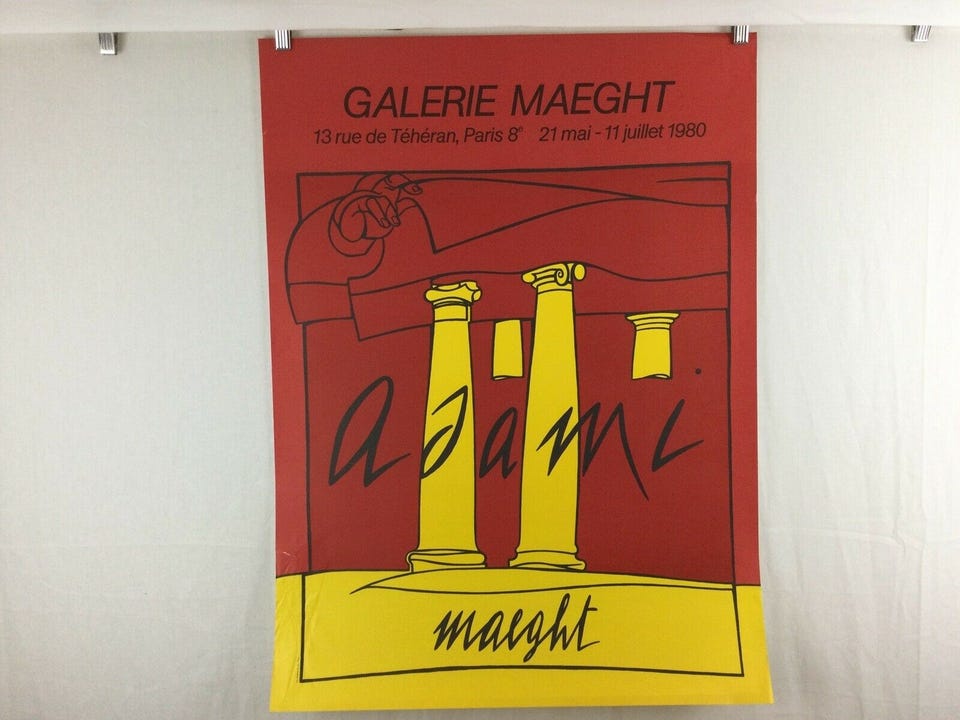 GALERIE MAEGHT
13 rue de Téhéran, Paris 8e 21 mai - 11 juillet 1980
adami
maeght